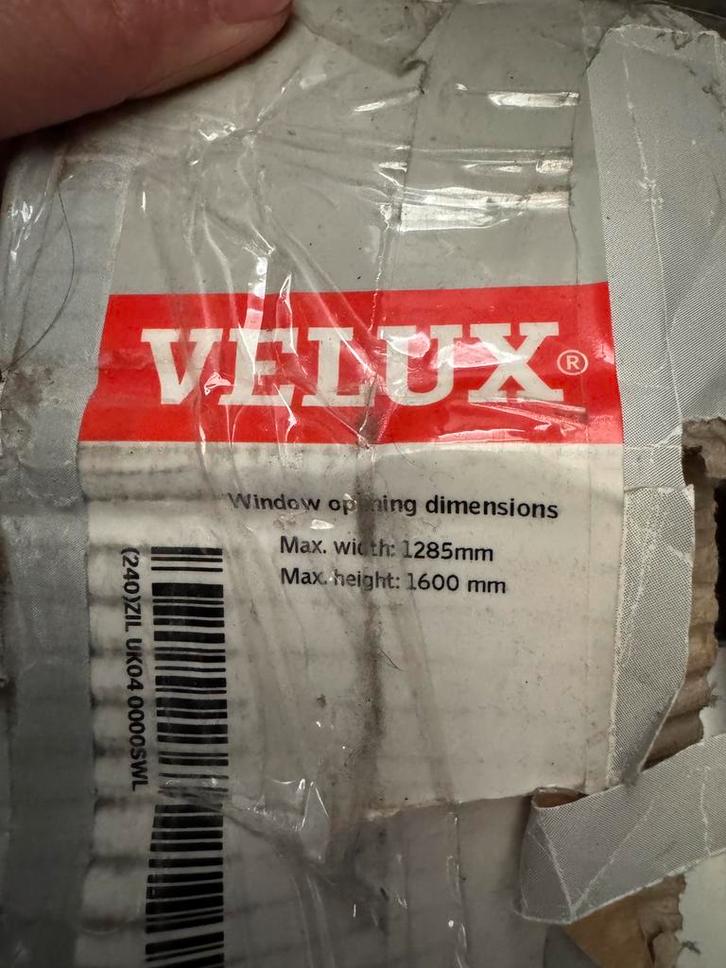 VELUX®
Window opening dimensions
Max. width: 1285mm
Max. height: 1600 mm
(240)ZIL UK04 0000SWL